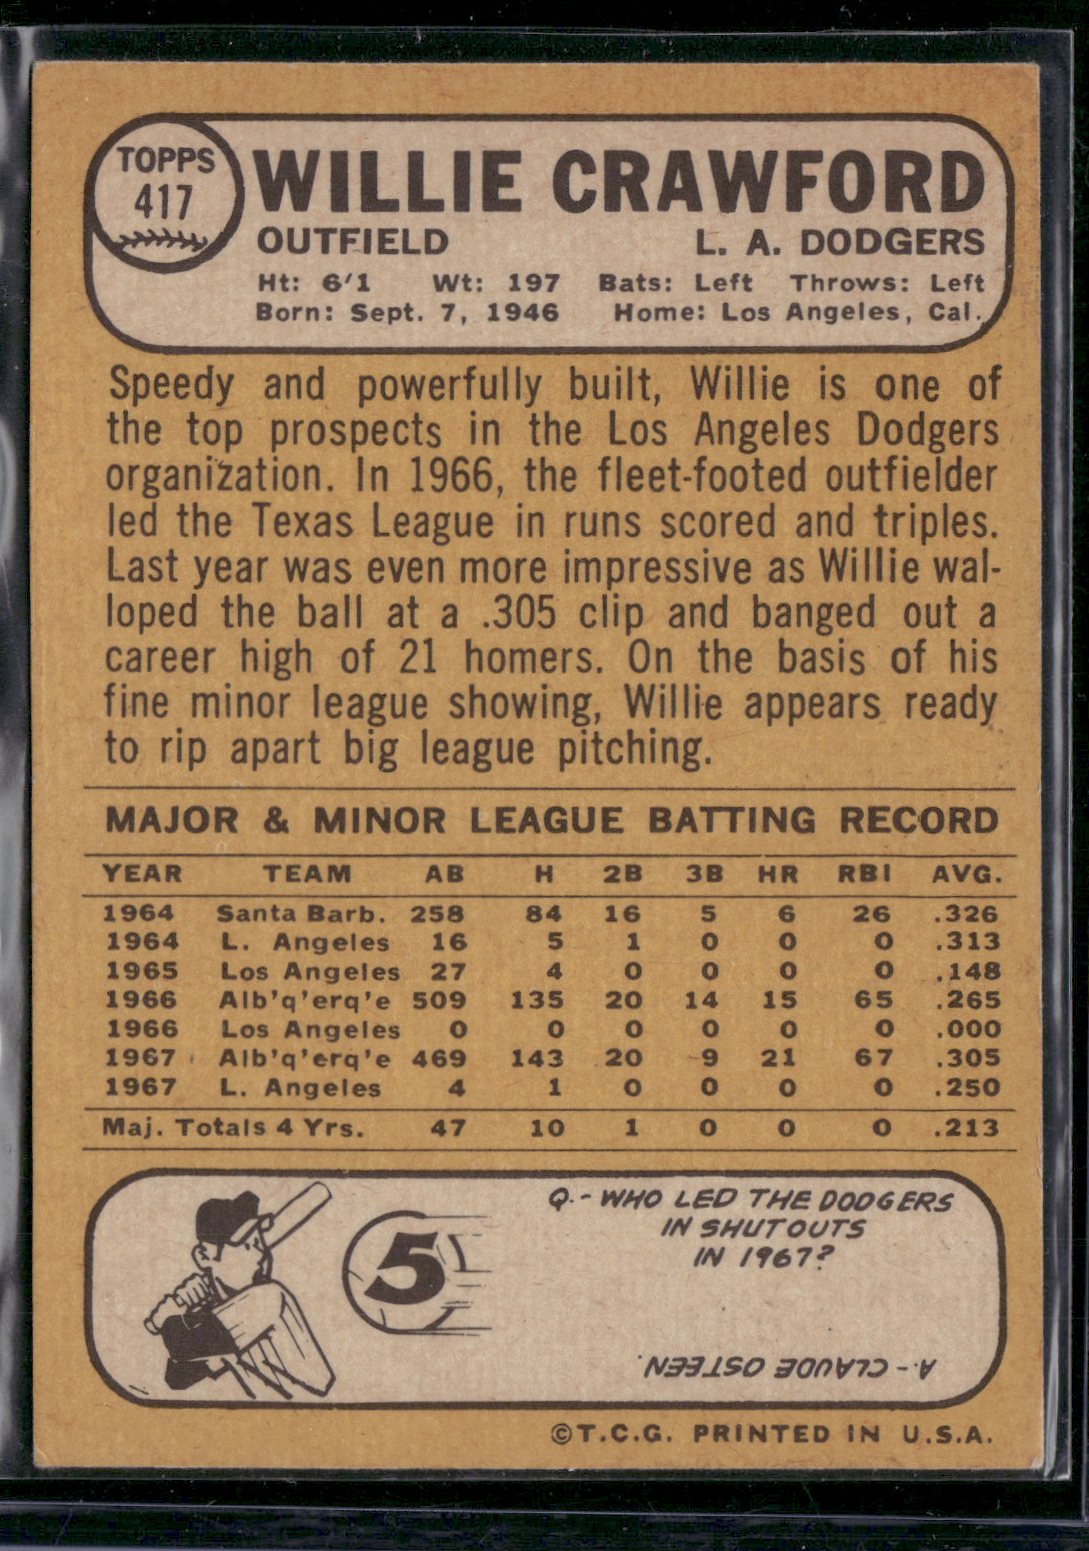 TOPPS
417
WILLIE CRAWFORD
OUTFIELD L. A. DODGERS
Ht: 6'1 Wt: 197 Bats: Left Throws: Left
Born: Sept. 7, 1946 Home: Los Angeles, Cal.
Speedy and powerfully built, Willie is one of
the top prospects in the Los Angeles Dodgers
organization. In 1966, the fleet-footed outfielder
led the Texas League in runs scored and triples.
Last year was even more impressive as Willie wal-
loped the ball at a .305 clip and banged out a
career high of 21 homers. On the basis of his
fine minor league showing, Willie appears ready
to rip apart big league pitching.
MAJOR & MINOR LEAGUE BATTING RECORD
YEAR TEAM AB H 2B 3B HR RBI AVG.
1964 Santa Barb. 258 84 16 5 6 26 .326
1964 L. Angeles 16 5 1 0 0 0 .313
1965 Los Angeles 27 4 0 0 0 0 .148
1966 Alb'q'erq'e 509 135 20 14 15 65 .265
1966 Los Angeles 0 0 0 0 0 0 .000
1967 Alb'q'erq'e 469 143 20 9 21 67 .305
1967 L. Angeles 4 1 0 0 0 0 .250
Maj. Totals 4 Yrs. 47 10 1 0 0 0 .213
5
Q.- WHO LED THE DODGERS
IN SHUTOUTS
IN 1967?
A.- CLAUDE OSTEEN.
©T.C.G. PRINTED IN U.S.A.